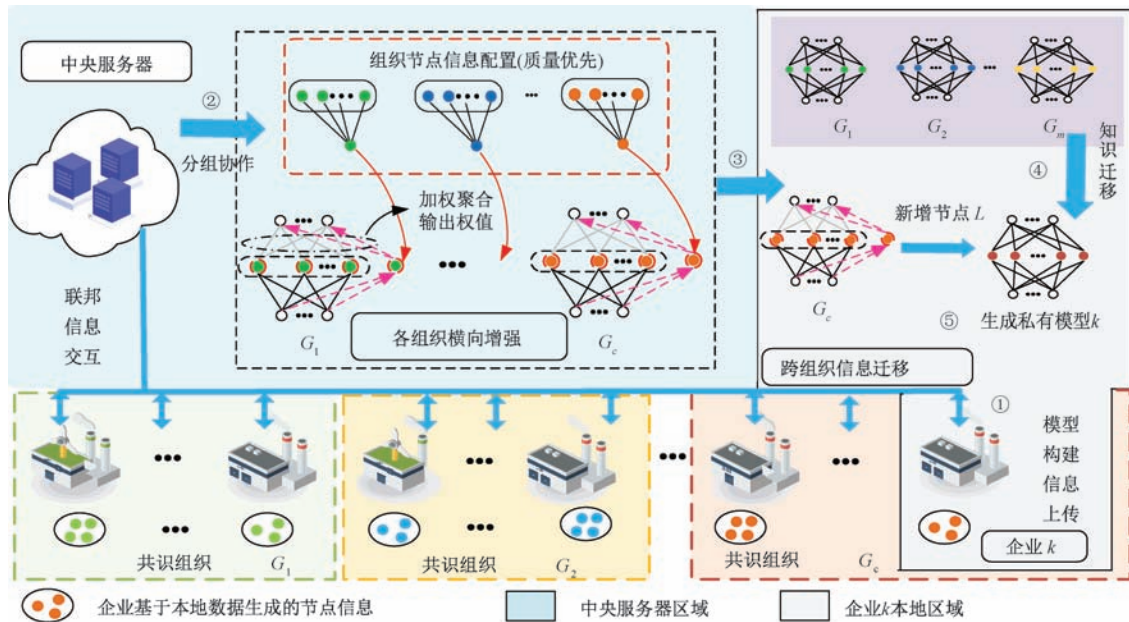 中央服务器
组织节点信息配置(质量优先)
②
分组协作
加权聚合
输出权值
G₁
G_c
各组织横向增强
联邦
信息
交互
③
G₁
G₂
G_m
④
知
识
迁
移
新增节点 L
G_c
⑤
生成私有模型k
跨组织信息迁移
①
模型
构建
信息
上传
企业 k
共识组织
G₁
共识组织
G₂
共识组织
G_c
企业基于本地数据生成的节点信息
中央服务器区域
企业k本地区域